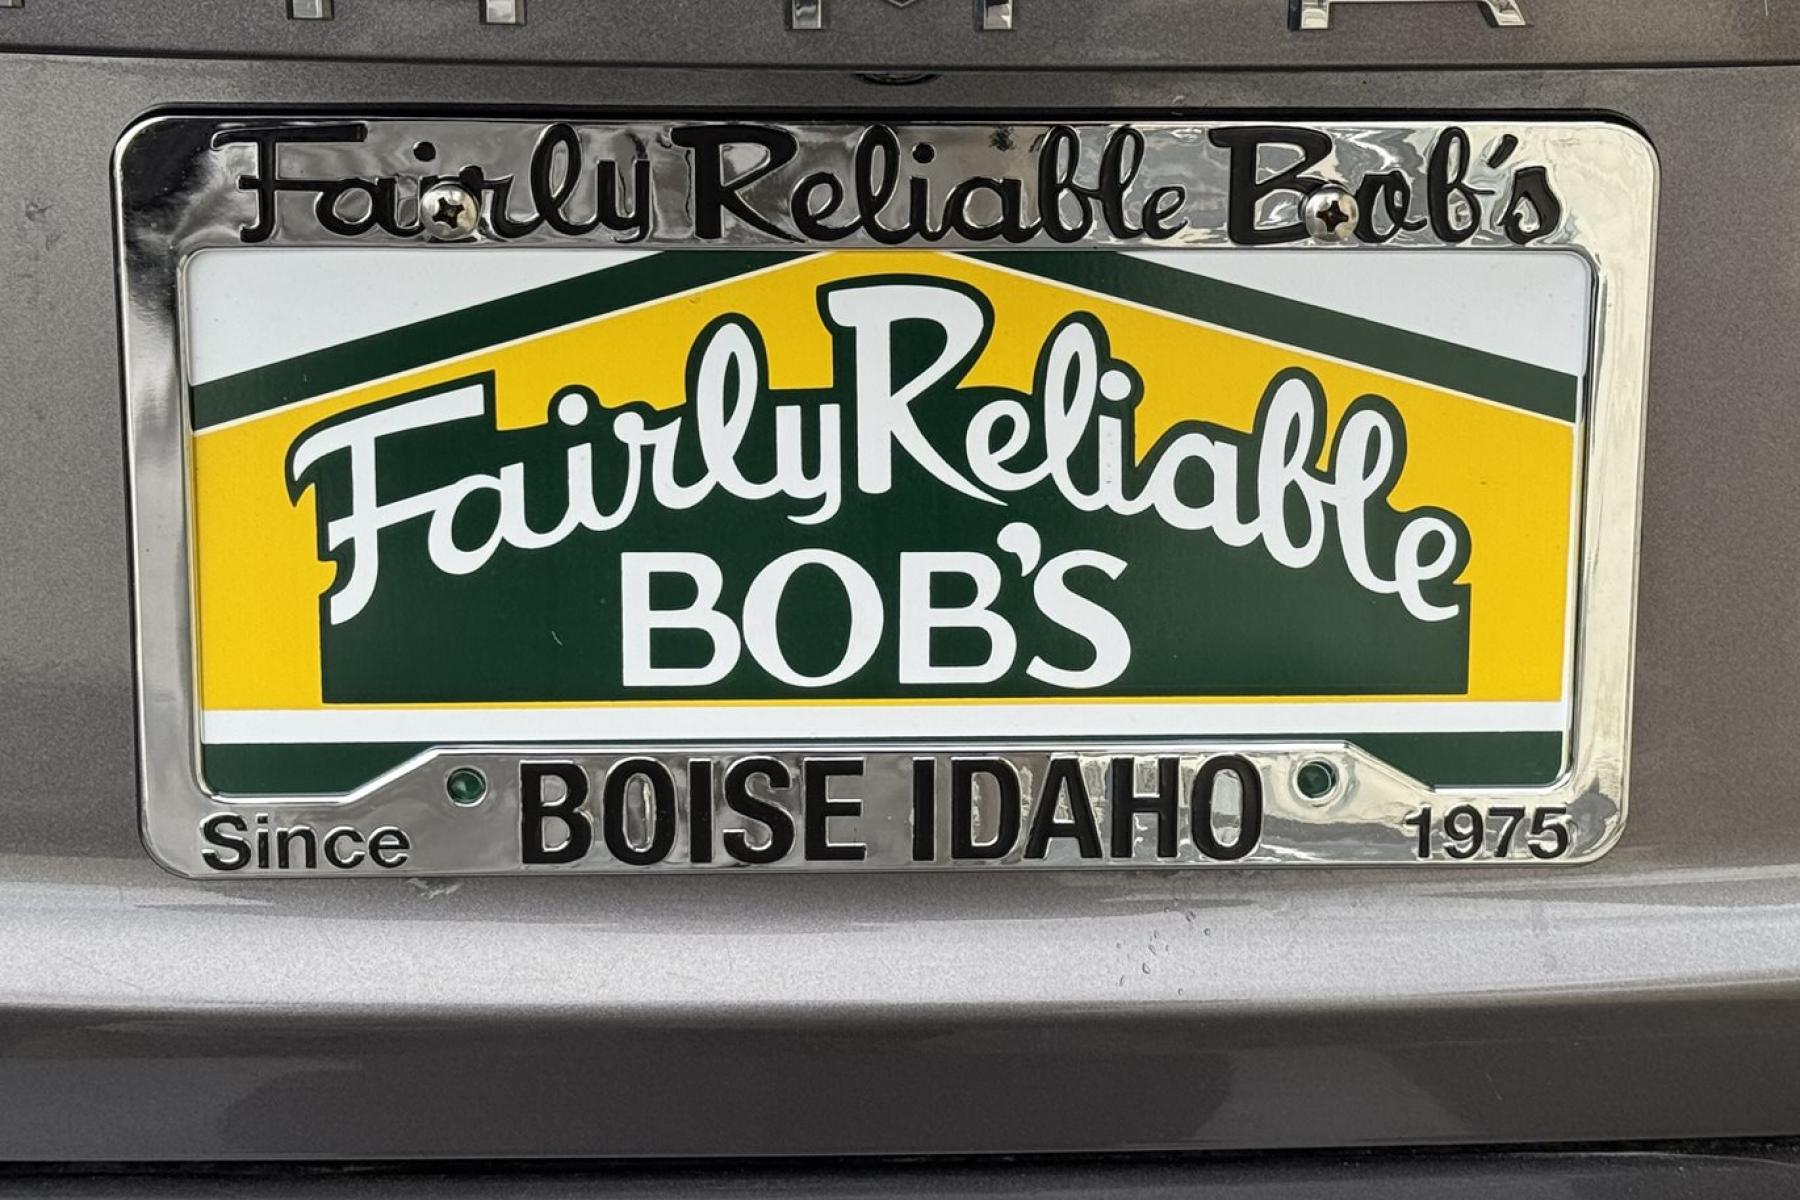 Fairly Reliable Bob's
Fairly Reliable
BOB'S
Since BOISE IDAHO 1975